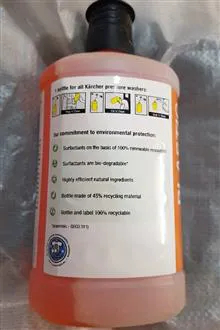 1 bottle for all Kärcher pressure washers:
Our commitment to environmental protection:
Surfactants on the basis of 100% renewable resources*
Surfactants are bio-degradable*
Highly efficient natural ingredients
Bottle made of 45% recycling material
Bottle and label 100% recyclable